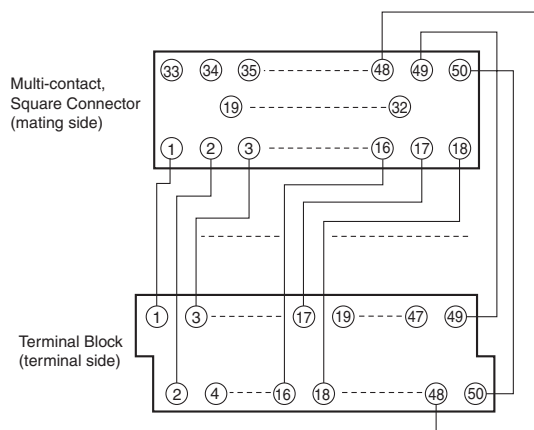 33 34 35 48 49 50
Multi-contact,
Square Connector
(mating side)
19 32
1 2 3 16 17 18
1 3 17 19 47 49
Terminal Block
(terminal side)
2 4 16 18 48 50